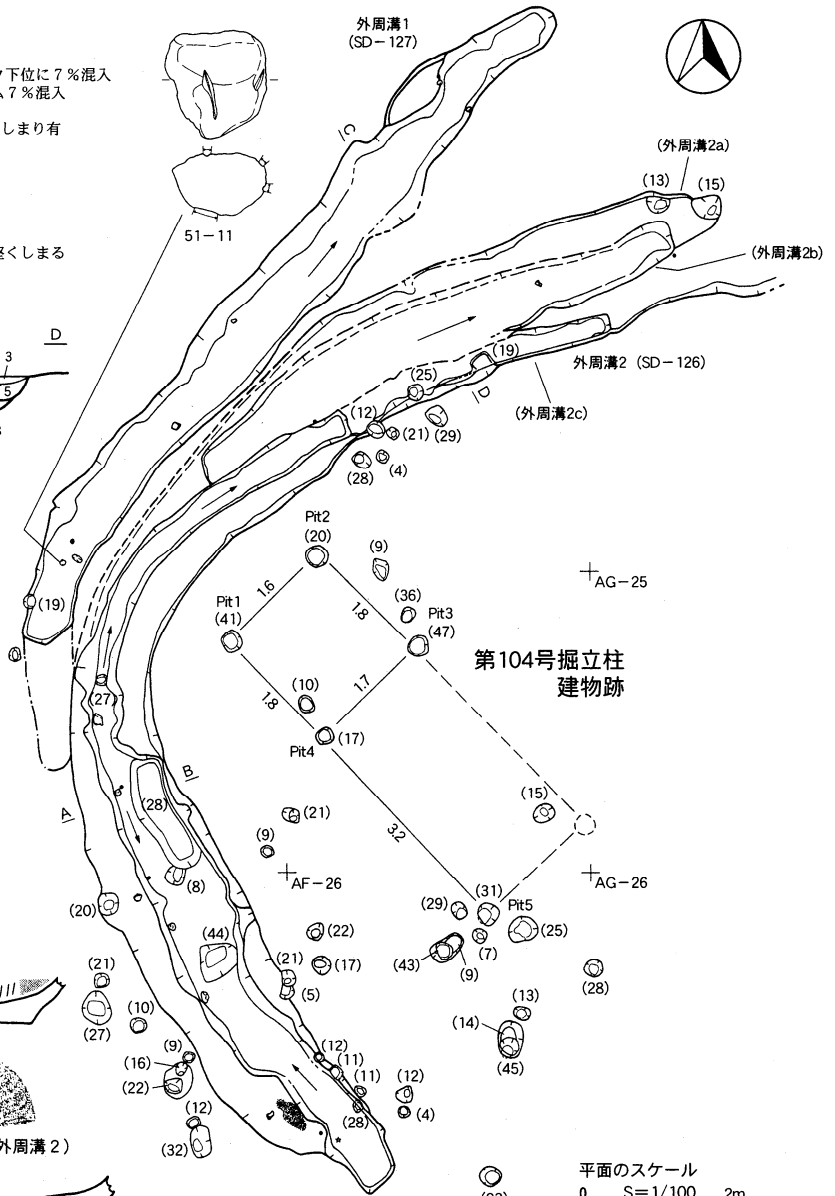 外周溝1
(SD-127)
下位に7%混入
ム7%混入
しまり有
(外周溝2a)
(13)
(15)
51-11
堅くしまる
(外周溝2b)
D
3
5
(19)
外周溝2 (SD-126)
(25)
D
(外周溝2c)
(12)
(21)
(29)
(28)
(4)
C
Pit2
(20)
(9)
AG-25
1.6
1.8
(36)
Pit1
(41)
Pit3
(47)
(19)
第104号掘立柱
建物跡
(27)
(10)
1.8
1.7
Pit4
(17)
B
(28)
A
(21)
(15)
3.2
(9)
AF-26
AG-26
(8)
(20)
(29)
(31)
Pit5
(25)
(22)
(7)
(44)
(43)
(9)
(17)
(21)
(21)
(28)
(5)
(27)
(10)
(13)
(14)
(9)
(12)
(16)
(11)
(45)
(22)
(11)
(12)
(28)
(4)
(12)
(32)
外周溝2)
平面のスケール
0 S=1/100 2m